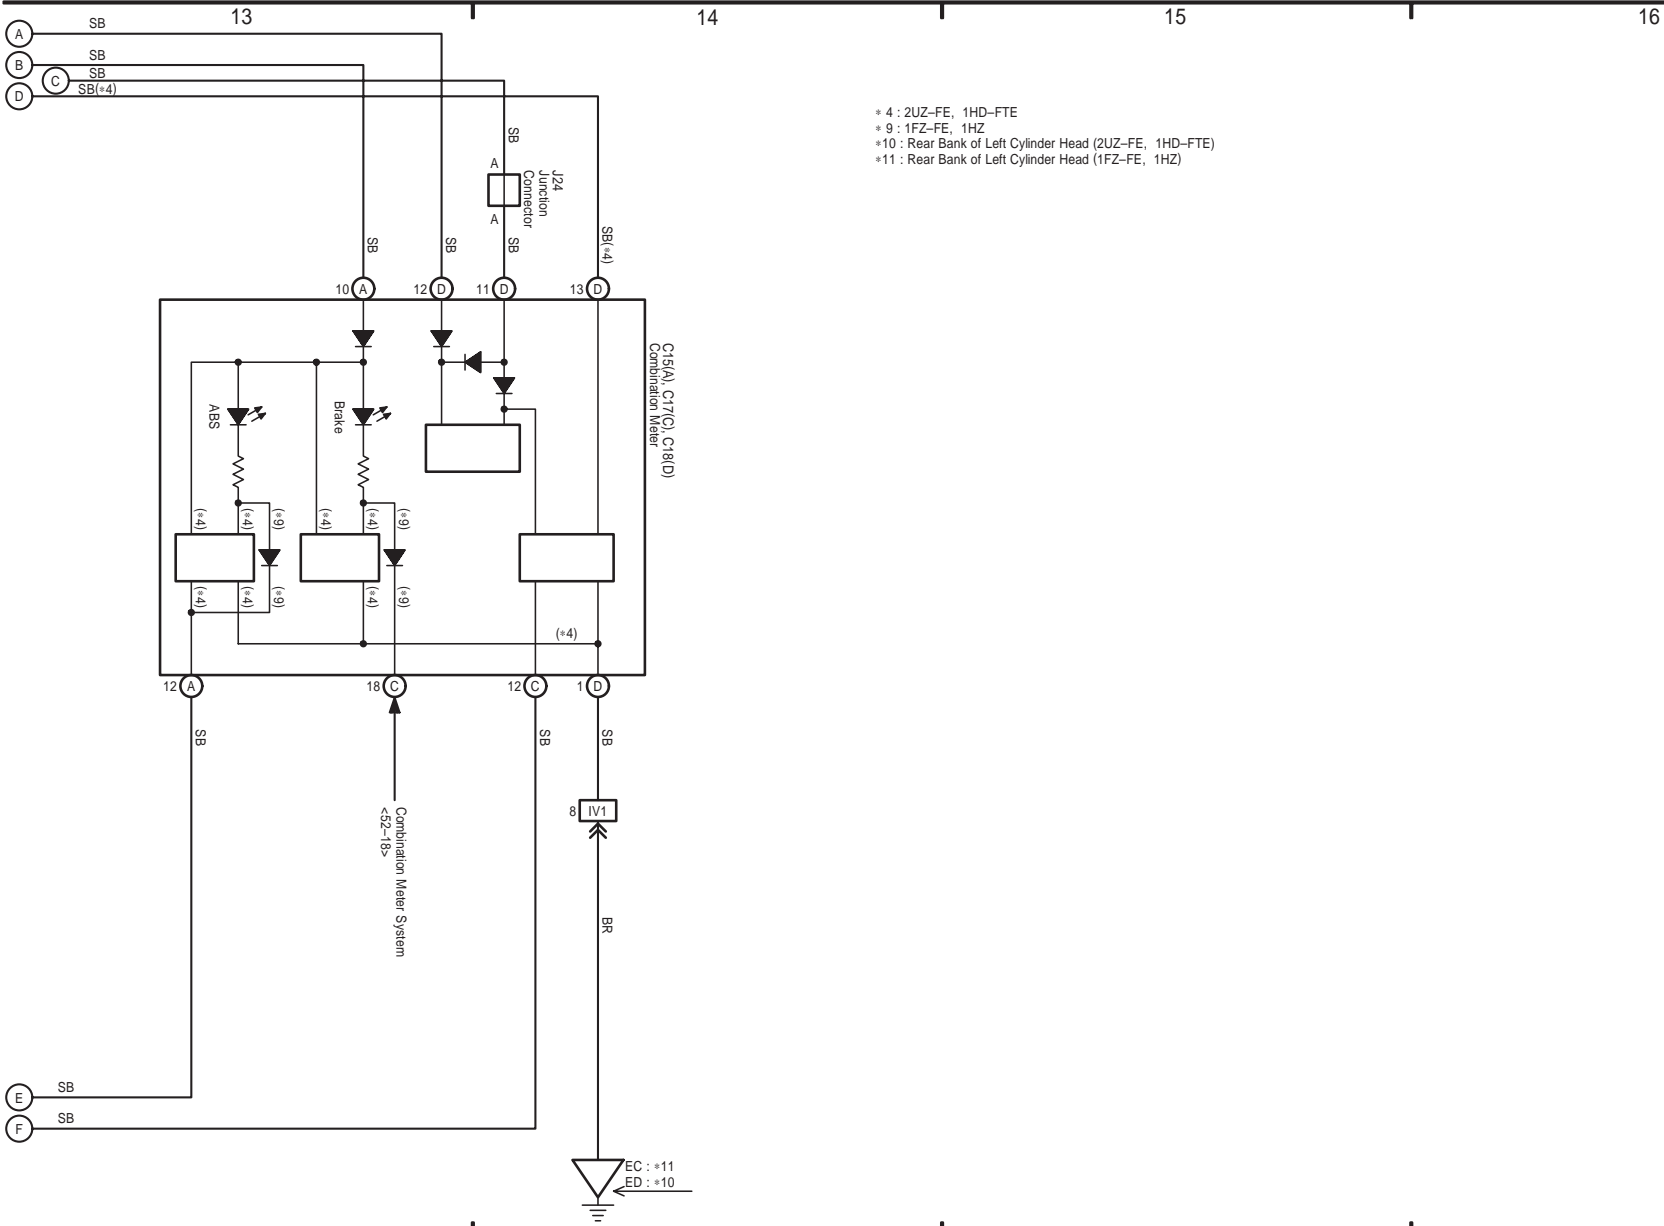 13
14
15
16
A
SB
B
SB
C
SB
D
SB(∗4)
∗ 4 : 2UZ–FE, 1HD–FTE
∗ 9 : 1FZ–FE, 1HZ
∗10 : Rear Bank of Left Cylinder Head (2UZ–FE, 1HD–FTE)
∗11 : Rear Bank of Left Cylinder Head (1FZ–FE, 1HZ)
SB
A
J24
Junction
Connector
A
SB
SB
SB
SB(∗4)
10
A
12
D
11
D
13
D
C15(A), C17(C), C18(D)
Combination Meter
ABS
Brake
(∗4)
(∗4)
(∗9)
(∗4)
(∗4)
(∗9)
(∗4)
(∗4)
(∗9)
(∗4)
(∗9)
(∗4)
12
A
18
C
12
C
1
D
SB
SB
SB
Combination Meter System
<52–18>
8
IV1
BR
E
SB
F
SB
EC : ∗11
ED : ∗10